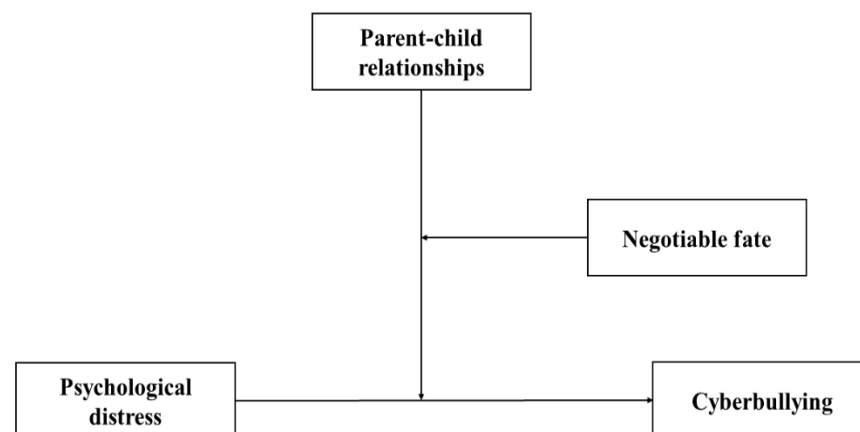 Parent-child
relationships
Negotiable fate
Psychological
distress
Cyberbullying